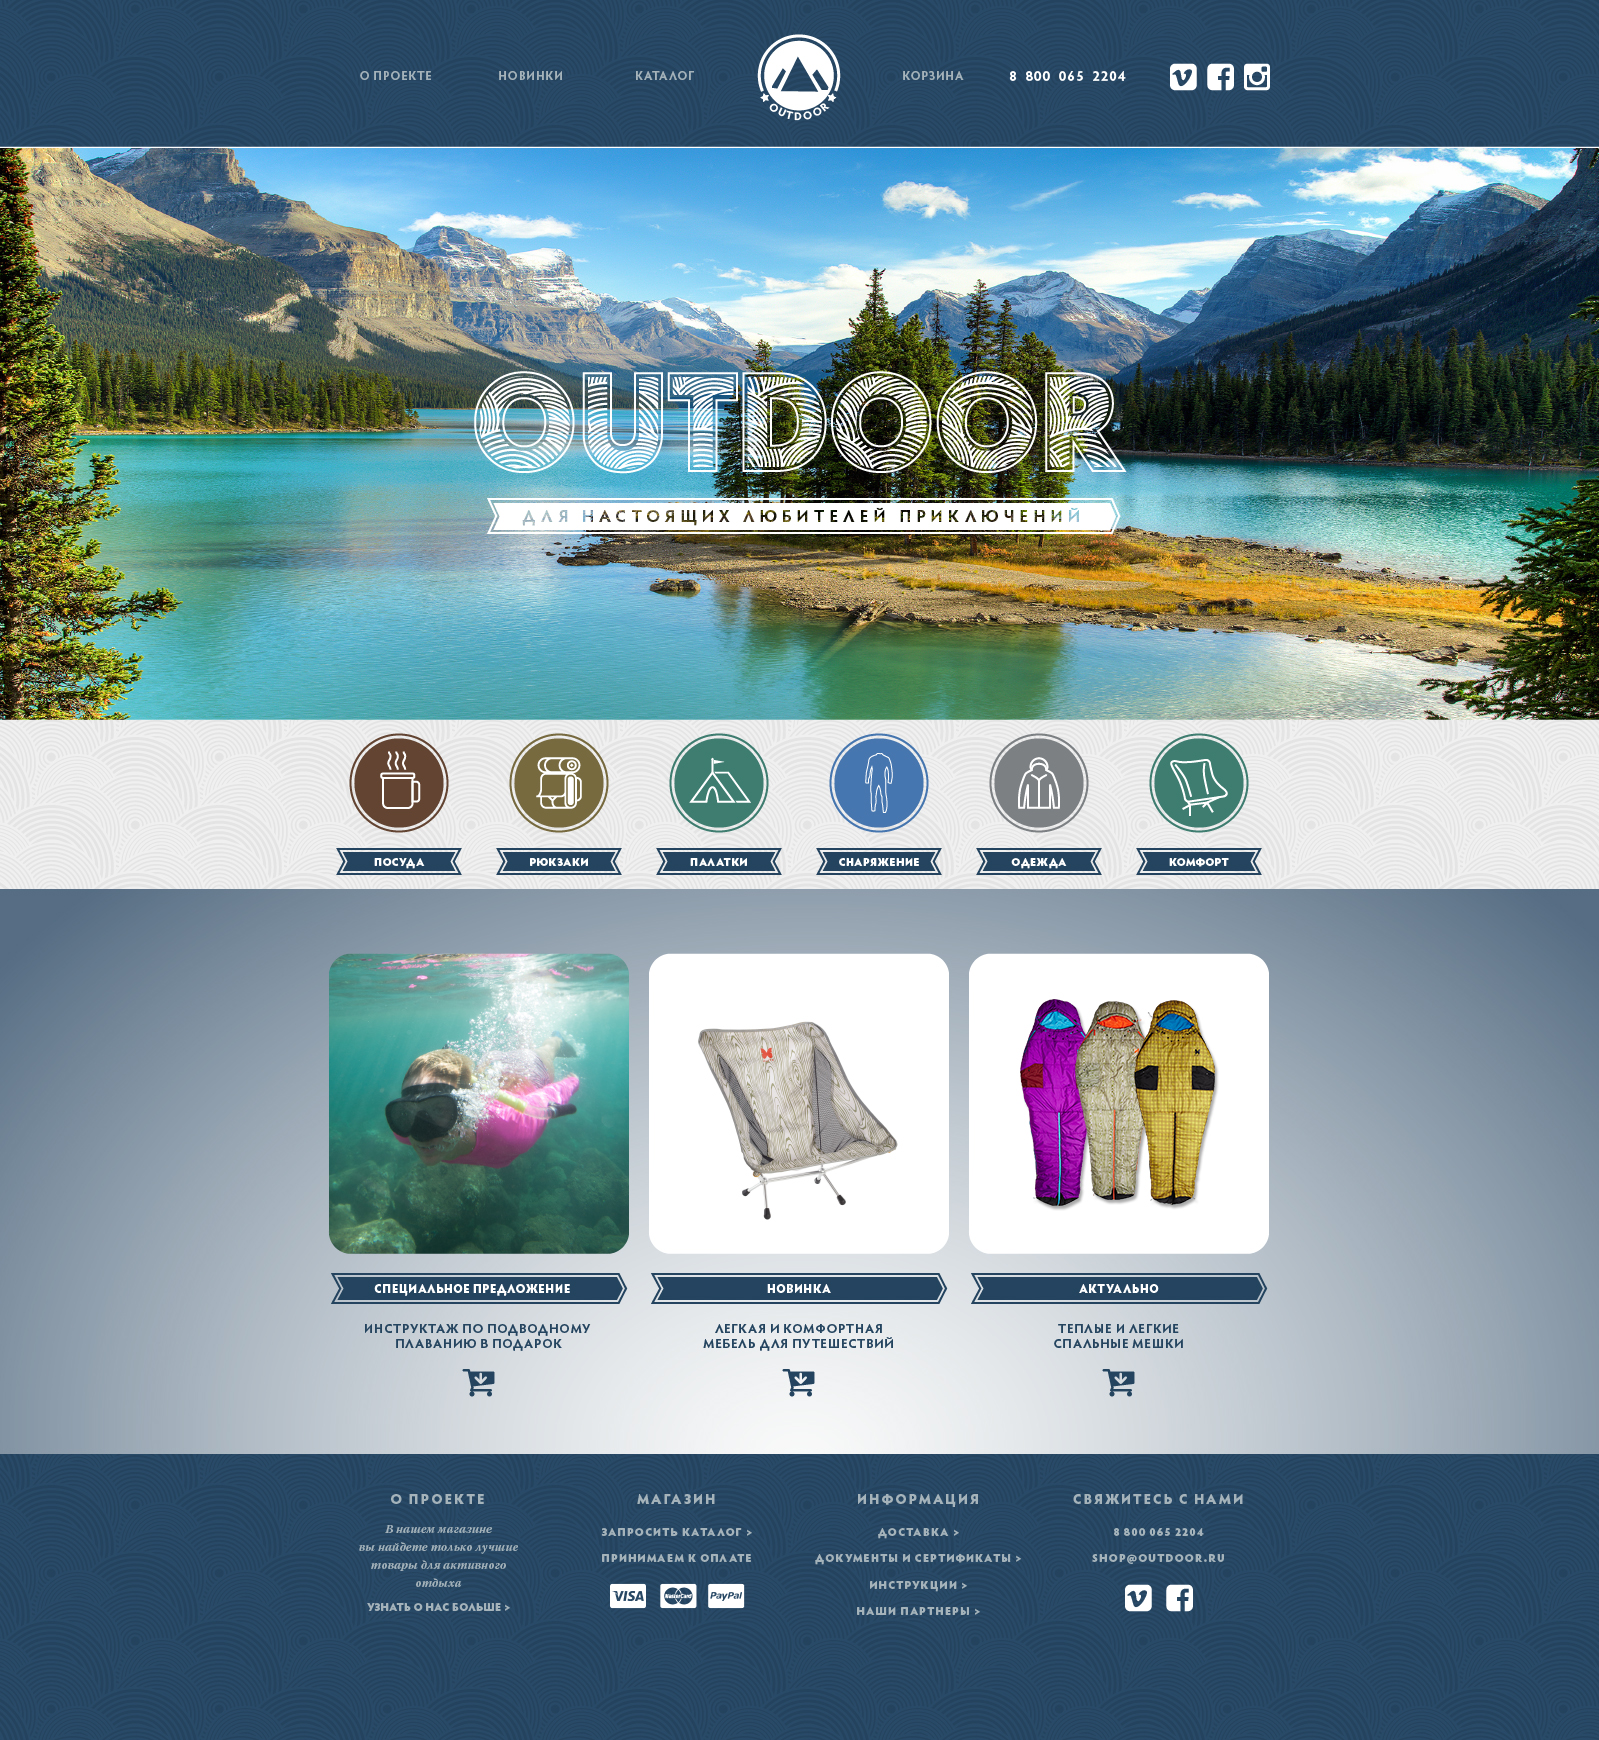 О ПРОЕКТЕ
НОВИНКИ
КАТАЛОГ
OUTDOOR
КОРЗИНА
8 800 065 2204
OUTDOOR
ДЛЯ НАСТОЯЩИХ ЛЮБИТЕЛЕЙ ПРИКЛЮЧЕНИЙ
ПОСУДА
РЮКЗАКИ
ПАЛАТКИ
СНАРЯЖЕНИЕ
ОДЕЖДА
КОМФОРТ
СПЕЦИАЛЬНОЕ ПРЕДЛОЖЕНИЕ
ИНСТРУКТАЖ ПО ПОДВОДНОМУ
ПЛАВАНИЮ В ПОДАРОК
НОВИНКА
ЛЕГКАЯ И КОМФОРТНАЯ
МЕБЕЛЬ ДЛЯ ПУТЕШЕСТВИЙ
АКТУАЛЬНО
ТЕПЛЫЕ И ЛЕГКИЕ
СПАЛЬНЫЕ МЕШКИ
О ПРОЕКТЕ
В нашем магазине
вы найдете только лучшие
товары для активного
отдыха
УЗНАТЬ О НАС БОЛЬШЕ >
МАГАЗИН
ЗАПРОСИТЬ КАТАЛОГ >
ПРИНИМАЕМ К ОПЛАТЕ
VISA
MasterCard
PayPal
ИНФОРМАЦИЯ
ДОСТАВКА >
ДОКУМЕНТЫ И СЕРТИФИКАТЫ >
ИНСТРУКЦИИ >
НАШИ ПАРТНЕРЫ >
СВЯЖИТЕСЬ С НАМИ
8 800 065 2204
SHOP@OUTDOOR.RU